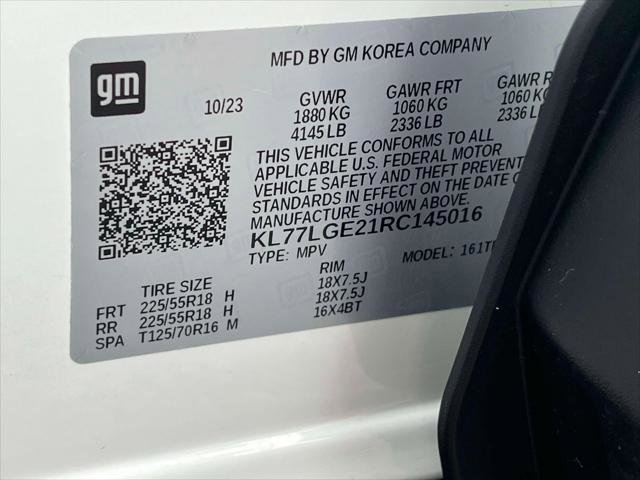 gm
MFD BY GM KOREA COMPANY
10/23 GVWR GAWR FRT GAWR R
1880 KG 1060 KG 1060 KG
4145 LB 2336 LB 2336 LB
THIS VEHICLE CONFORMS TO ALL
APPLICABLE U.S. FEDERAL MOTOR
VEHICLE SAFETY AND THEFT PREVENT
STANDARDS IN EFFECT ON THE DATE O
MANUFACTURE SHOWN ABOVE.
KL77LGE21RC145016
TYPE: MPV MODEL: 161T
TIRE SIZE RIM
FRT 225/55R18 H 18X7.5J
RR 225/55R18 H 18X7.5J
SPA T125/70R16 M 16X4BT